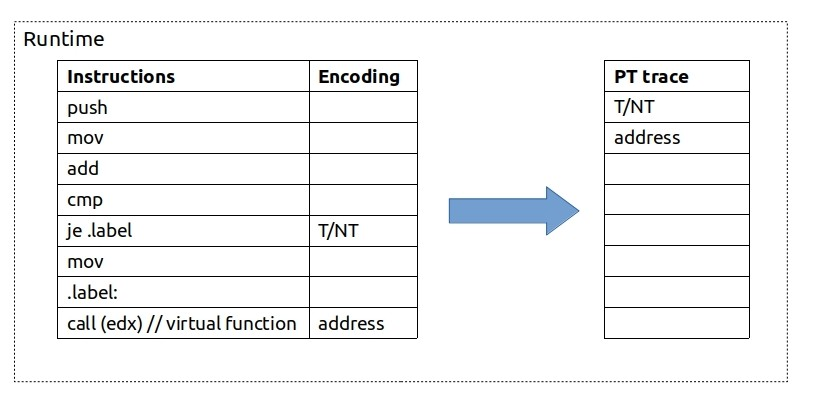 Runtime
Instructions Encoding PT trace
push T/NT
mov address
add
cmp
je .label T/NT
mov
.label:
call (edx) // virtual function address